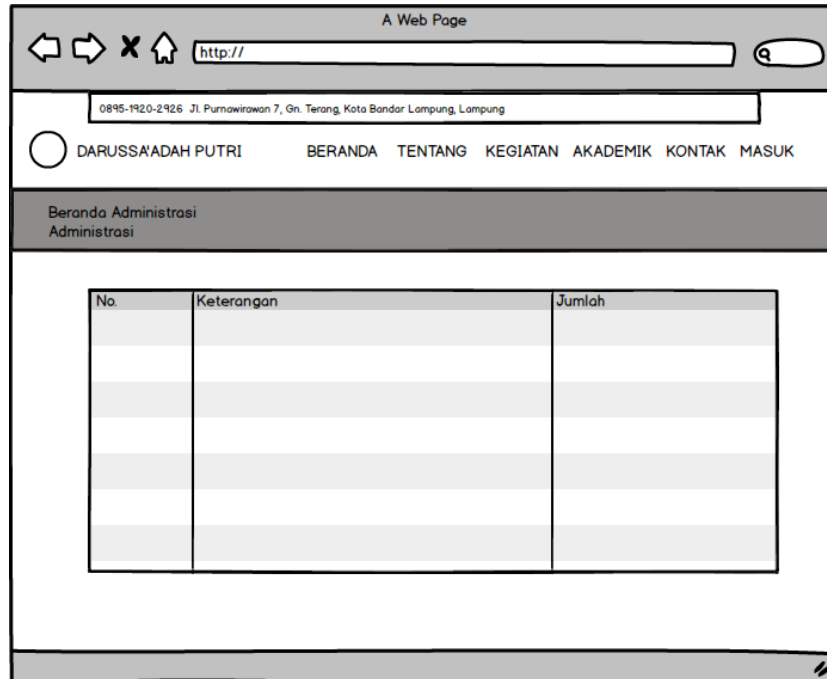 A Web Page
http://
0895-1920-2926 Jl. Purnawirawan 7, Gn. Terang, Kota Bandar Lampung, Lampung
DARUSSA'ADAH PUTRI BERANDA TENTANG KEGIATAN AKADEMIK KONTAK MASUK
Beranda Administrasi
Administrasi
No. Keterangan Jumlah